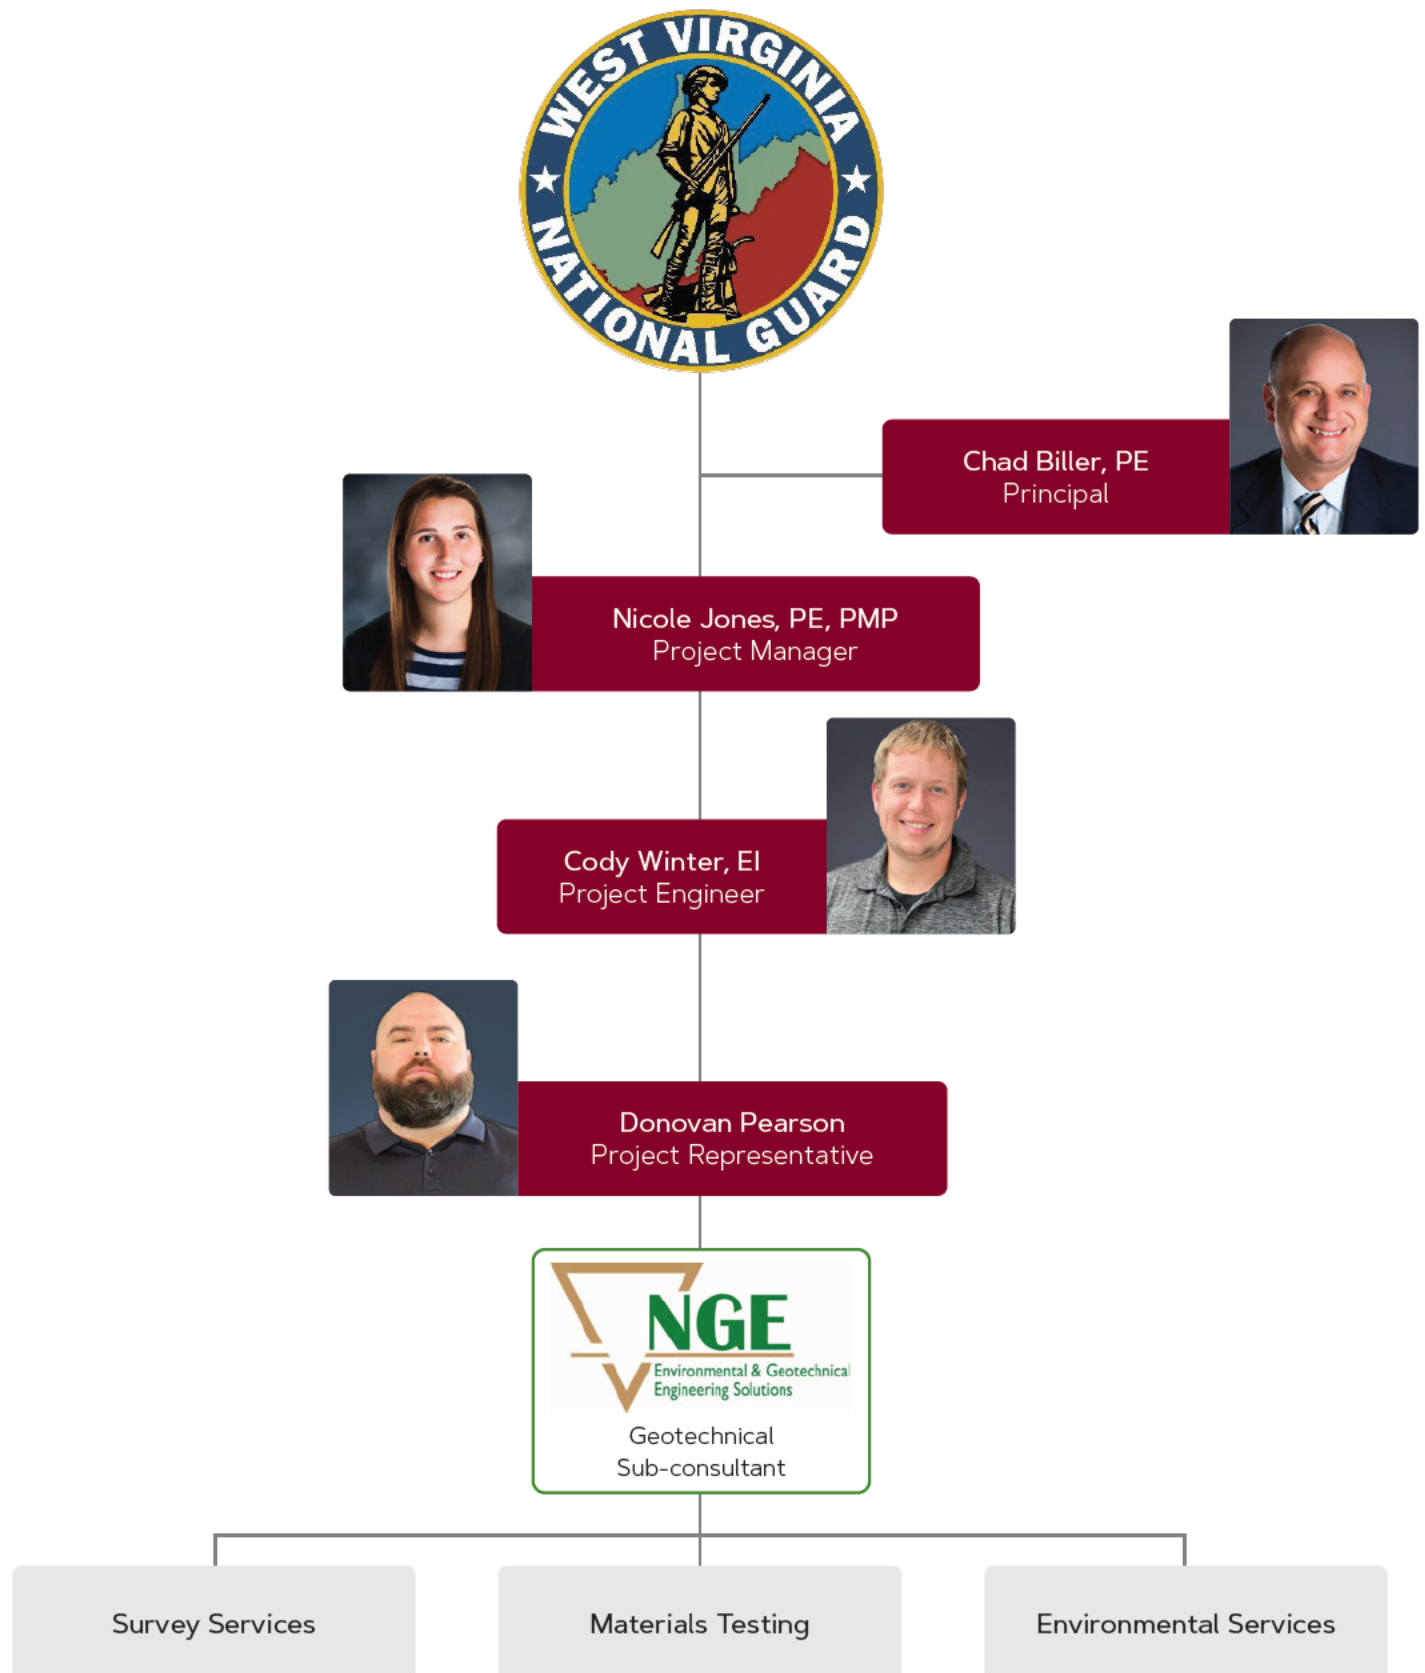 WEST VIRGINIA
NATIONAL GUARD
Chad Biller, PE
Principal
Nicole Jones, PE, PMP
Project Manager
Cody Winter, EI
Project Engineer
Donovan Pearson
Project Representative
NGE
Environmental & Geotechnical
Engineering Solutions
Geotechnical
Sub-consultant
Survey Services
Materials Testing
Environmental Services